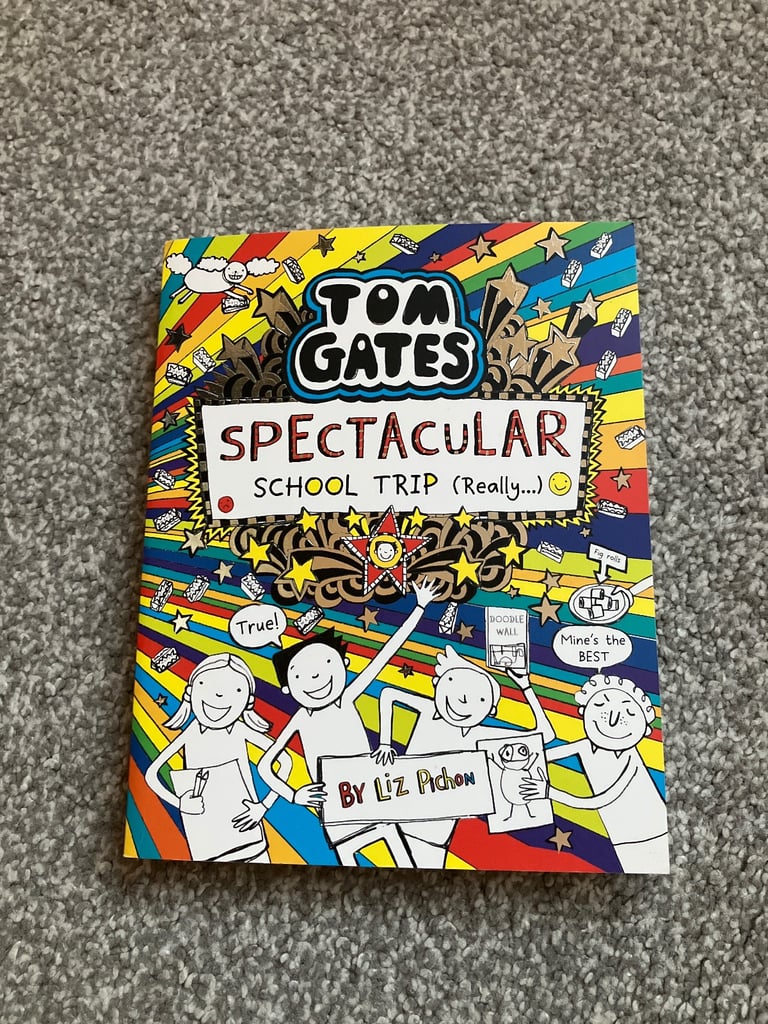 TOM
GATES
SPECTACULAR
SCHOOL TRIP (Really...)
Fig rolls
True!
DOODLE
WALL
Mine's the
BEST
BY Liz Pichon